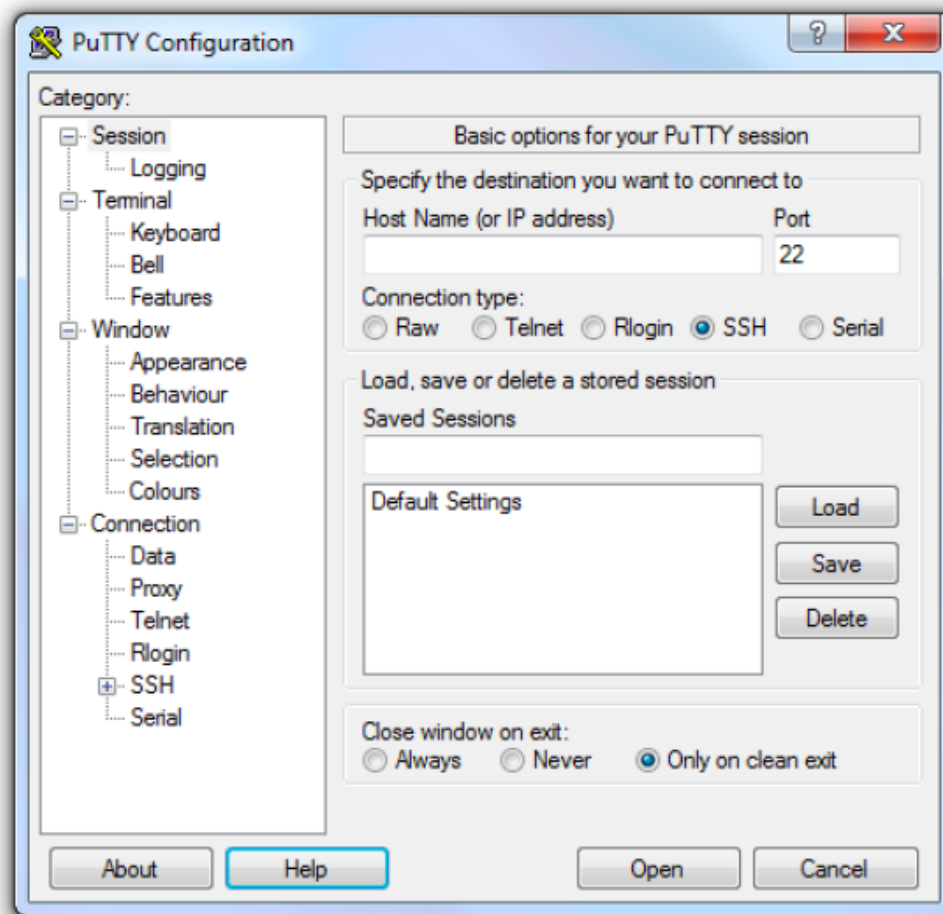 PuTTY Configuration
?
X
Category:
Session
Logging
Terminal
Keyboard
Bell
Features
Window
Appearance
Behaviour
Translation
Selection
Colours
Connection
Data
Proxy
Telnet
Rlogin
SSH
Serial
Basic options for your PuTTY session
Specify the destination you want to connect to
Host Name (or IP address) Port
22
Connection type:
Raw Telnet Rlogin SSH Serial
Load, save or delete a stored session
Saved Sessions
Default Settings
Load
Save
Delete
Close window on exit:
Always Never Only on clean exit
About Help Open Cancel